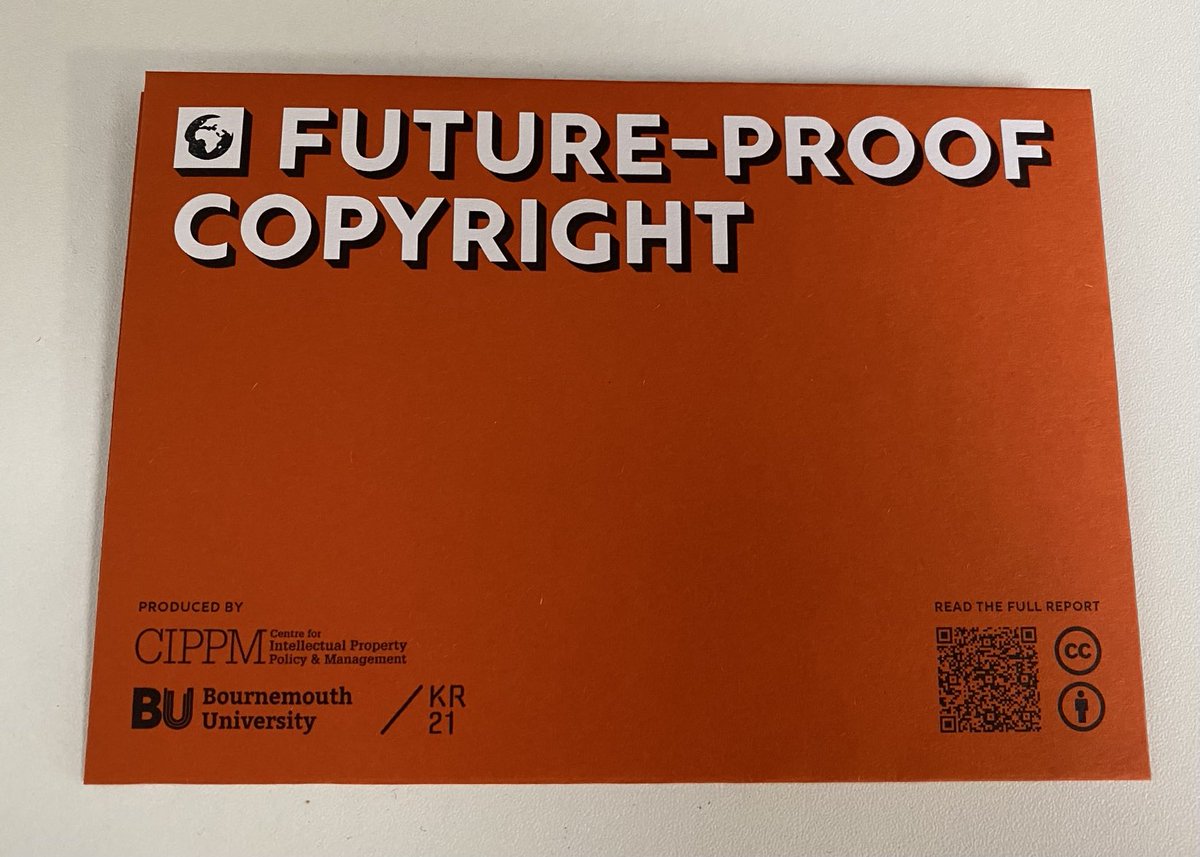 FUTURE-PROOF
COPYRIGHT
PRODUCED BY
CIPPM Centre for
Intellectual Property
Policy & Management
BU Bournemouth
University
/KR
21
READ THE FULL REPORT
CC